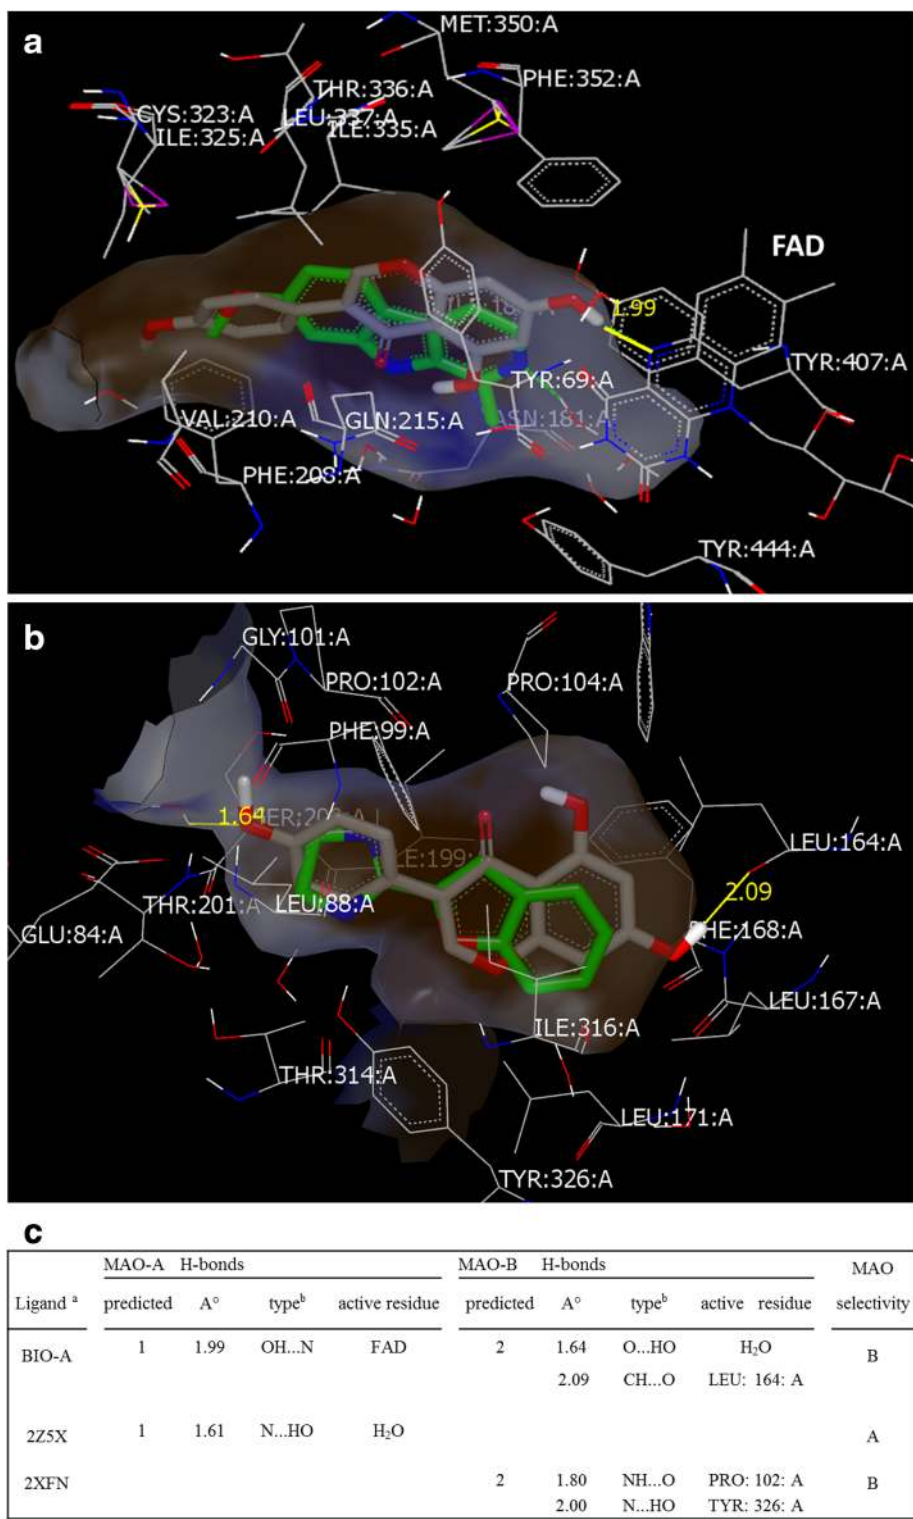 a
MET:350:A
THR:336:A
PHE:352:A
CYS:323:A
LEU:337:A
ILE:325:A
ILE:335:A
FAD
1.99
TYR:407:A
TYR:69:A
VAL:210:A
GLN:215:A
ASN:181:A
PHE:208:A
TYR:444:A
b
GLY:101:A
PRO:102:A
PRO:104:A
PHE:99:A
1.64
LEU:164:A
2.09
THR:201:A
LEU:88:A
GLU:84:A
PHE:168:A
LEU:167:A
ILE:316:A
THR:314:A
LEU:171:A
TYR:326:A
c
MAO-A H-bonds MAO-B H-bonds MAO
Ligand a predicted A° type b active residue predicted A° type b active residue selectivity
BIO-A 1 1.99 OH...N FAD 2 1.64 O...HO H2O B
2.09 CH...O LEU: 164: A
2Z5X 1 1.61 N...HO H2O A
2XFN 2 1.80 NH...O PRO: 102: A B
2.00 N...HO TYR: 326: A